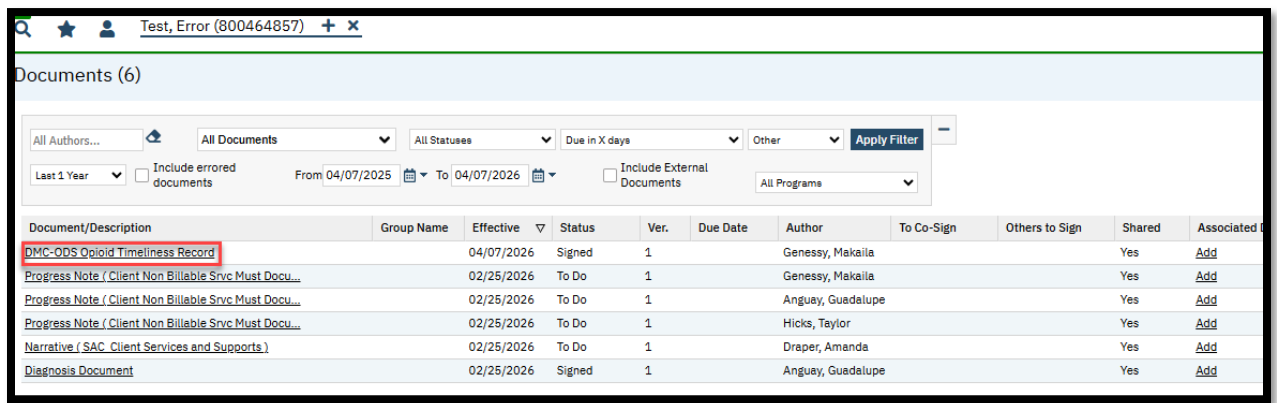 Test, Error (800464857)
Documents (6)
All Authors... All Documents All Statuses Due in X days Other Apply Filter
Last 1 Year Include errored documents From 04/07/2025 To 04/07/2026 Include External Documents All Programs
Document/Description Group Name Effective Status Ver. Due Date Author To Co-Sign Others to Sign Shared Associated D
DMC-ODS Opioid Timeliness Record 04/07/2026 Signed 1 Genessy, Makaila Yes Add
Progress Note ( Client Non Billable Srvc Must Docu... 02/25/2026 To Do 1 Genessy, Makaila Yes Add
Progress Note ( Client Non Billable Srvc Must Docu... 02/25/2026 To Do 1 Anguay, Guadalupe Yes Add
Progress Note ( Client Non Billable Srvc Must Docu... 02/25/2026 To Do 1 Hicks, Taylor Yes Add
Narrative ( SAC Client Services and Supports ) 02/25/2026 To Do 1 Draper, Amanda Yes Add
Diagnosis Document 02/25/2026 Signed 1 Anguay, Guadalupe Yes Add